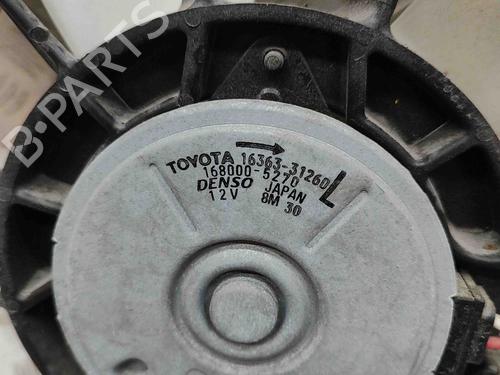 B-PARTS
TOYOTA 16363-31260 L
168000-5270
DENSO JAPAN
12V 8M 30